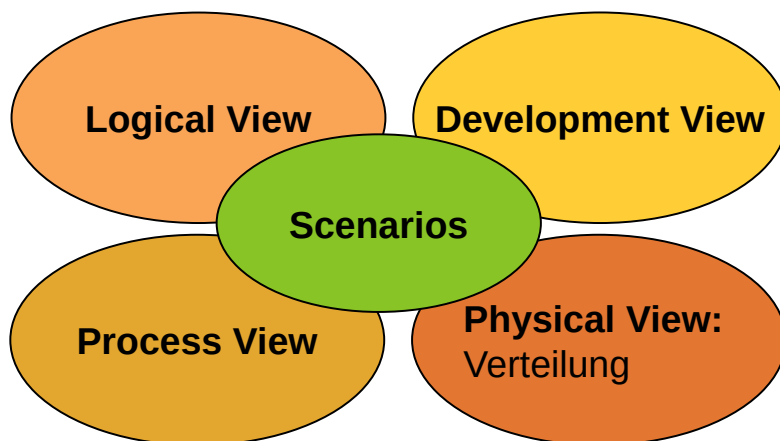 Logical View
Development View
Scenarios
Process View
Physical View:
Verteilung